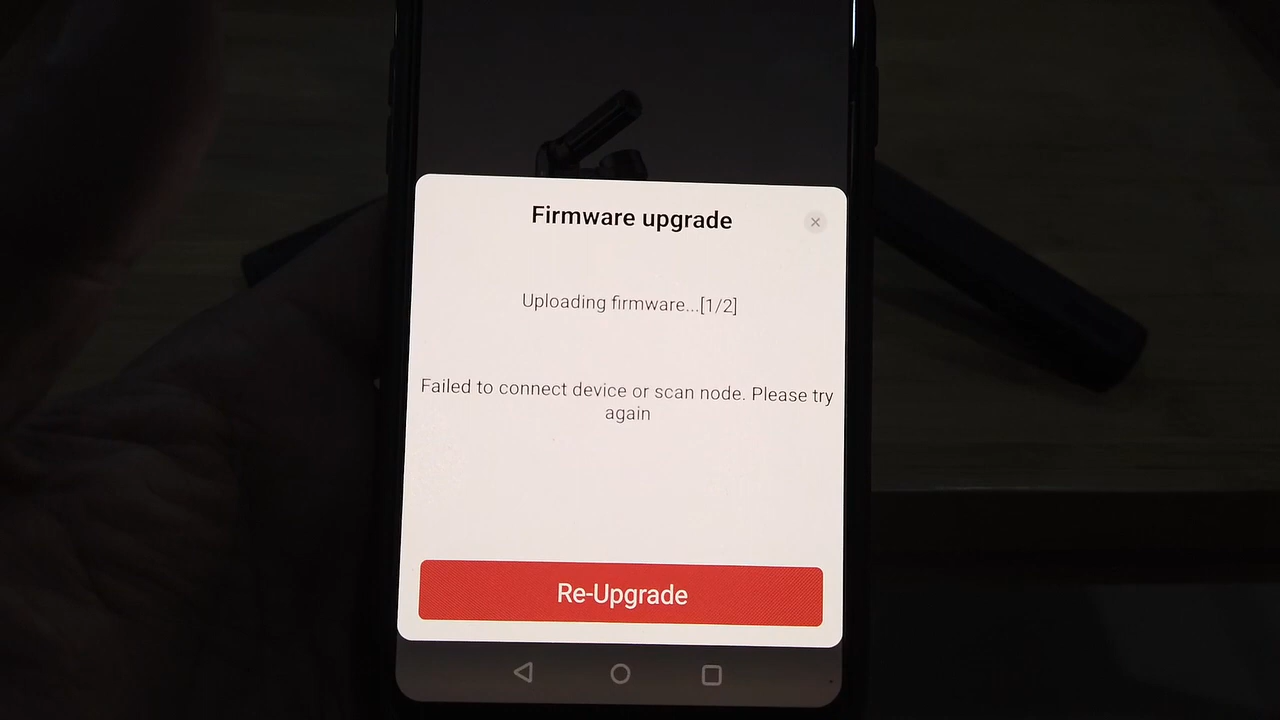 Firmware upgrade
Uploading firmware...[1/2]
Failed to connect device or scan node. Please try
again
Re-Upgrade